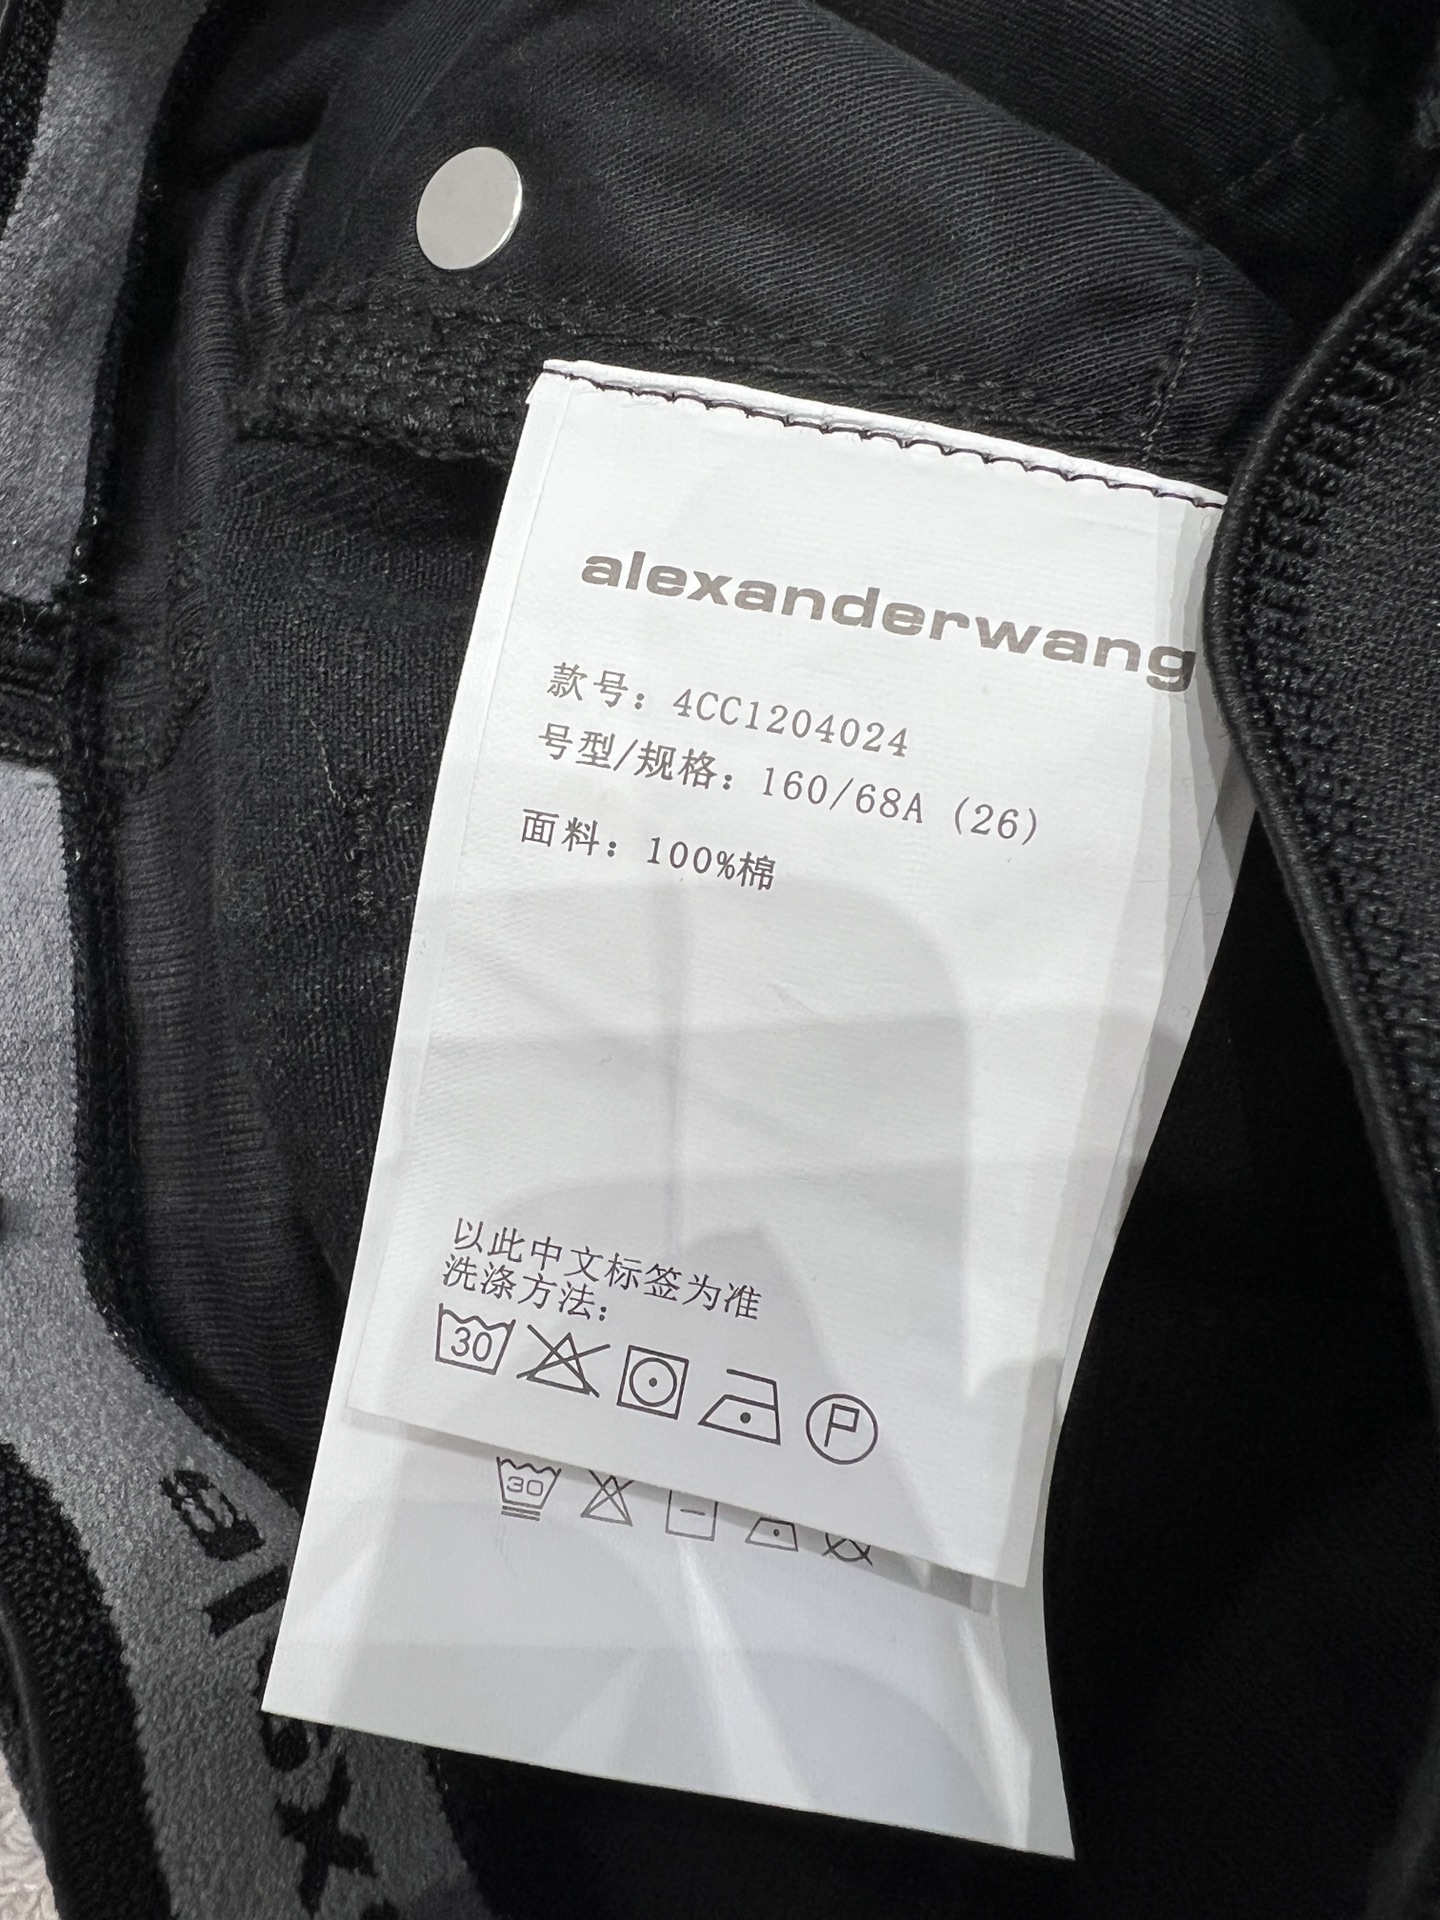 alexanderwang
款号：4CC1204024
号型/规格：160/68A (26)
面料：100%棉
以此中文标签为准
洗涤方法：
30
P
30
alex